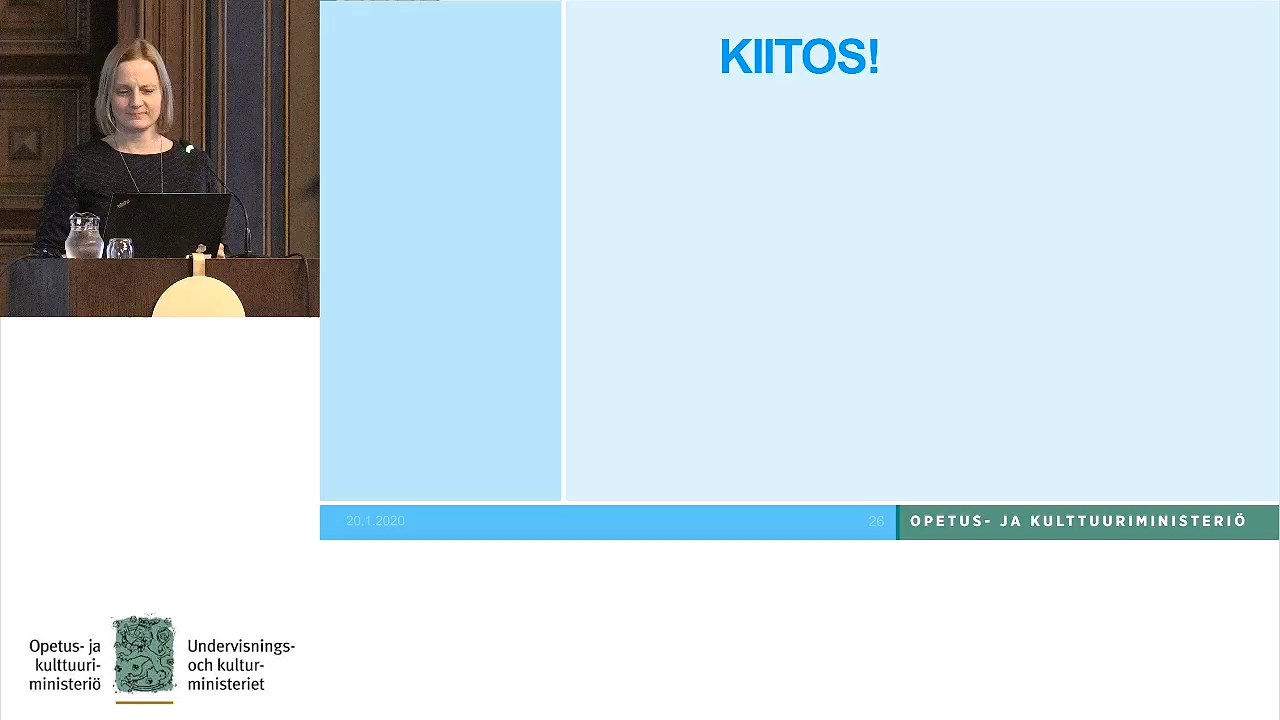 KIITOS!
20.1.2020
26
OPETUS- JA KULTTUURIMINISTERIÖ
Opetus- ja
kulttuuri-
ministeriö
Undervisnings-
och kultur-
ministeriet